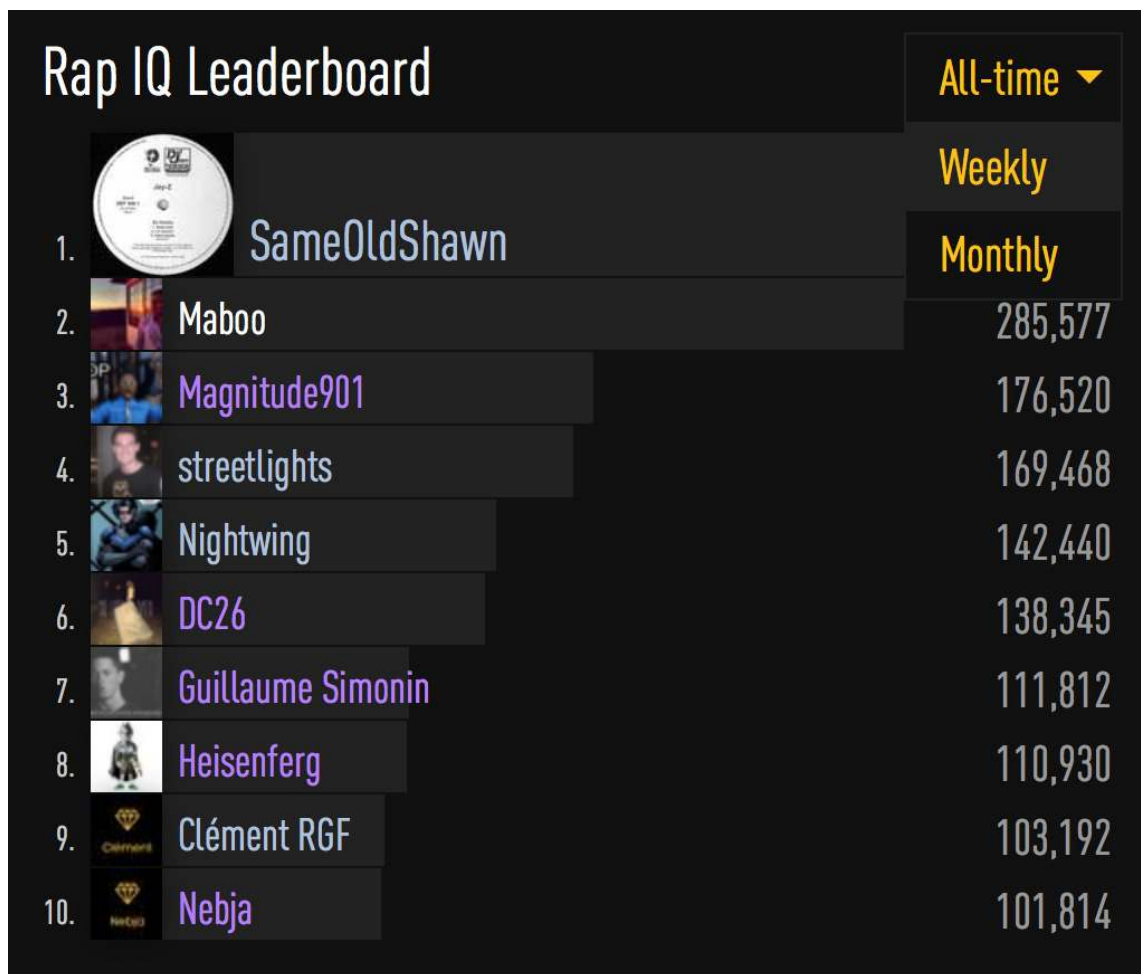 Rap IQ Leaderboard
All-time
Weekly
Monthly
1. SameOldShawn
2. Maboo 285,577
3. Magnitude901 176,520
4. streetlights 169,468
5. Nightwing 142,440
6. DC26 138,345
7. Guillaume Simonin 111,812
8. Heisenferg 110,930
Clément
9. Clément RGF 103,192
Nebja
10. Nebja 101,814